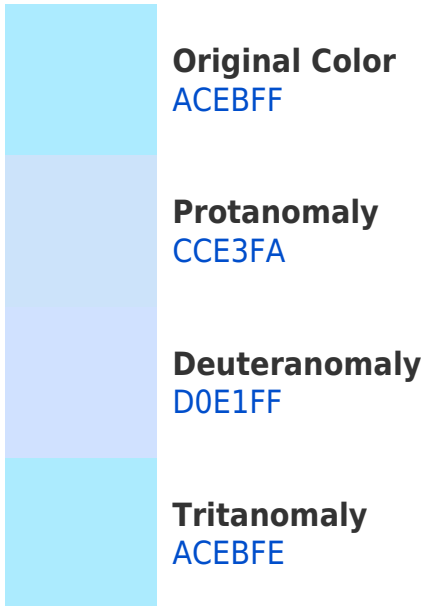 Original Color
ACEBFF
Protanomaly
CCE3FA
Deuteranomaly
D0E1FF
Tritanomaly
ACEBFE